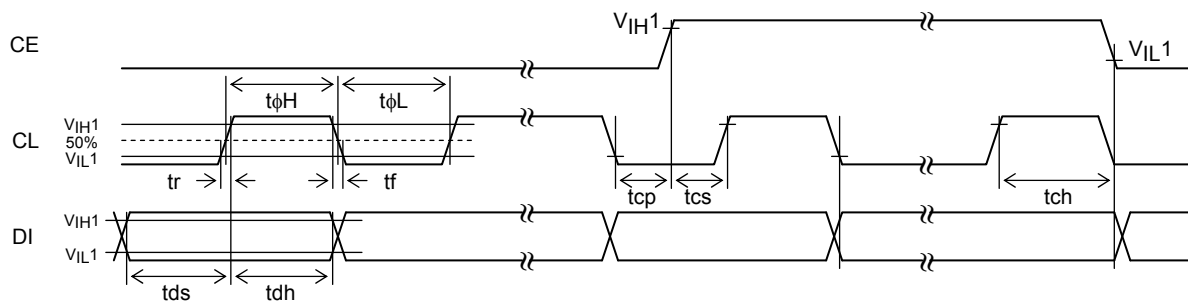 CE
VIH1
VIL1
tϕH
tϕL
CL
VIH1
50%
VIL1
tr
tf
tcp
tcs
tch
DI
VIH1
VIL1
tds
tdh